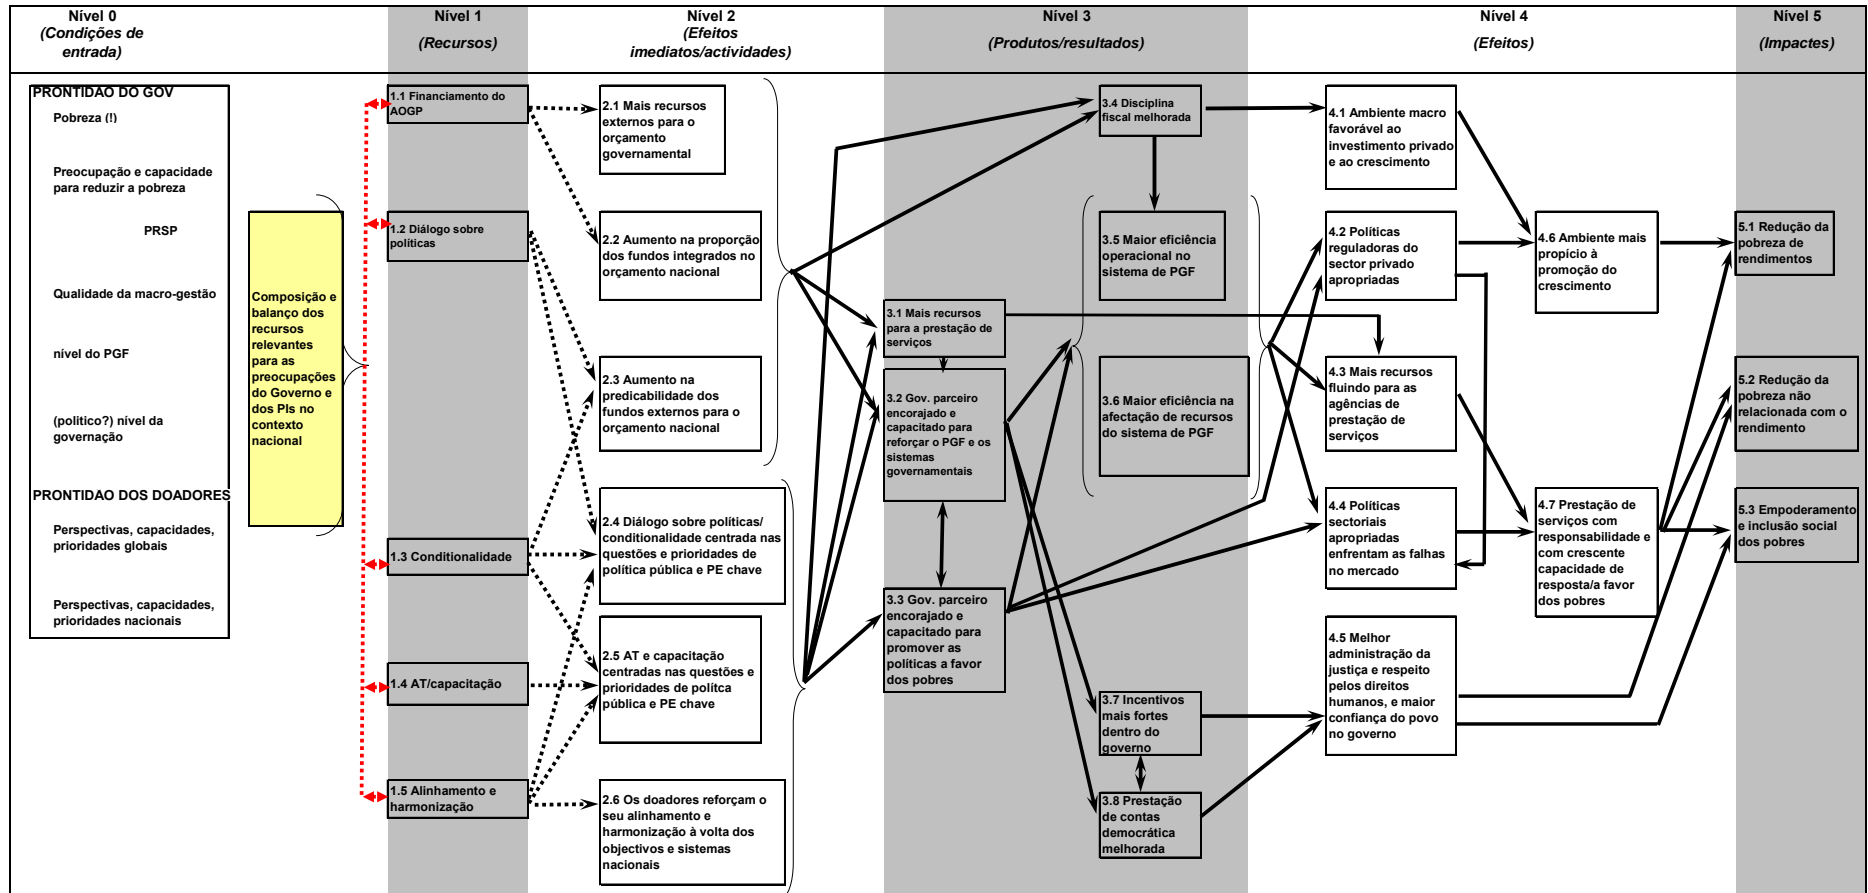 Nível 0
(Condições de
entrada)
Nível 1
(Recursos)
Nível 2
(Efeitos
imediatos/actividades)
Nível 3
(Produtos/resultados)
Nível 4
(Efeitos)
Nível 5
(Impactes)
PRONTIDAO DO GOV
Pobreza (!)
Preocupação e capacidade
para reduzir a pobreza
PRSP
Qualidade da macro-gestão
nível do PGF
(politico?) nível da
governação
PRONTIDAO DOS DOADORES
Perspectivas, capacidades,
prioridades globais
Perspectivas, capacidades,
prioridades nacionais
Composição e
balanço dos
recursos
relevantes
para as
preocupações
do Governo e
dos PIs no
contexto
nacional
1.1 Financiamento do
AOGP
1.2 Diálogo sobre
políticas
1.3 Conditionalidade
1.4 AT/capacitação
1.5 Alinhamento e
harmonização
2.1 Mais recursos
externos para o
orçamento
governamental
2.2 Aumento na proporção
dos fundos integrados no
orçamento nacional
2.3 Aumento na
predicabilidade dos
fundos externos para o
orçamento nacional
2.4 Diálogo sobre políticas/
conditionalidade centrada nas
questões e prioridades de
política pública e PE chave
2.5 AT e capacitação
centradas nas questões e
prioridades de polítca
pública e PE chave
2.6 Os doadores reforçam o
seu alinhamento e
harmonização à volta dos
objectivos e sistemas
nacionais
3.1 Mais recursos
para a prestação de
serviços
3.2 Gov. parceiro
encorajado e
capacitado para
reforçar o PGF e os
sistemas
governamentais
3.3 Gov. parceiro
encorajado e
capacitado para
promover as
políticas a favor
dos pobres
3.4 Disciplina
fiscal melhorada
3.5 Maior eficiência
operacional no
sistema de PGF
3.6 Maior eficiência na
afectação de recursos
do sistema de PGF
3.7 Incentivos
mais fortes
dentro do
governo
3.8 Prestação
de contas
democrática
melhorada
4.1 Ambiente macro
favorável ao
investimento privado
e ao crescimento
4.2 Políticas
reguladoras do
sector privado
apropriadas
4.3 Mais recursos
fluindo para as
agências de
prestação de
serviços
4.4 Políticas
sectoriais
apropriadas
enfrentam as falhas
no mercado
4.5 Melhor
administração da
justiça e respeito
pelos direitos
humanos, e maior
confiança do povo
no governo
4.6 Ambiente mais
propício à
promoção do
crescimento
4.7 Prestação de
serviços com
responsabilidade e
com crescente
capacidade de
resposta/a favor
dos pobres
5.1 Redução da
pobreza de
rendimentos
5.2 Redução da
pobreza não
relacionada com o
rendimento
5.3 Empoderamento
e inclusão social
dos pobres